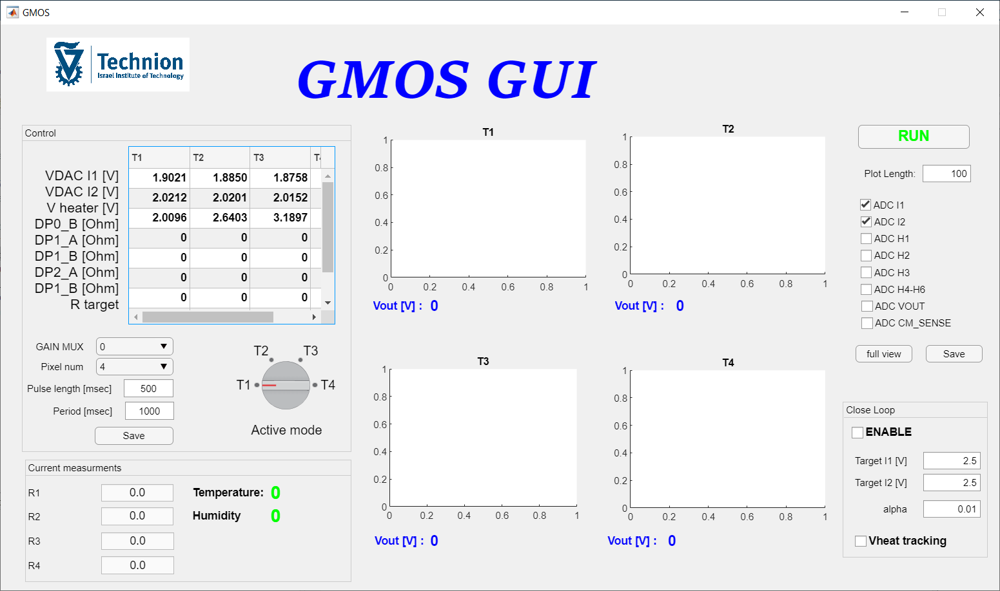 GMOS
Technion
Israel Institute of Technology
GMOS GUI
Control
T1 T2 T3 T4
VDAC I1 [V] 1.9021 1.8850 1.8758
VDAC I2 [V] 2.0212 2.0201 2.0152
V heater [V] 2.0096 2.6403 3.1897
DP0_B [Ohm] 0 0 0
DP1_A [Ohm] 0 0 0
DP1_B [Ohm] 0 0 0
DP2_A [Ohm] 0 0 0
DP1_B [Ohm]
R target
GAIN MUX 0
Pixel num 4
Pulse length [msec] 500
Period [msec] 1000
Save
T1 T2 T3 T4
Active mode
Current measurments
R1 0.0
R2 0.0
R3 0.0
R4 0.0
Temperature: 0
Humidity 0
T1
1
0.8
0.6
0.4
0.2
0
0 0.2 0.4 0.6 0.8 1
Vout [V] : 0
T2
1
0.8
0.6
0.4
0.2
0
0 0.2 0.4 0.6 0.8 1
Vout [V] : 0
T3
1
0.8
0.6
0.4
0.2
0
0 0.2 0.4 0.6 0.8 1
Vout [V] : 0
T4
1
0.8
0.6
0.4
0.2
0
0 0.2 0.4 0.6 0.8 1
Vout [V] : 0
RUN
Plot Length: 100
ADC I1
ADC I2
ADC H1
ADC H2
ADC H3
ADC H4-H6
ADC VOUT
ADC CM_SENSE
full view Save
Close Loop
ENABLE
Target I1 [V] 2.5
Target I2 [V] 2.5
alpha 0.01
Vheat tracking